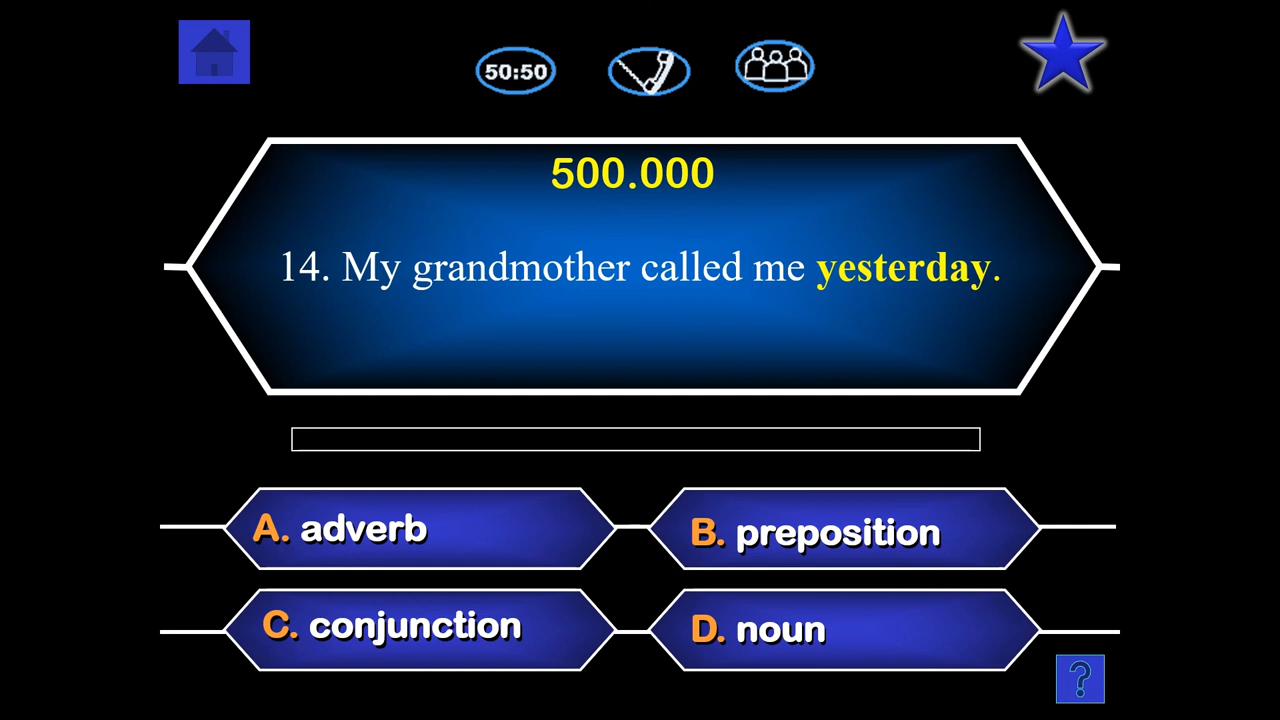 50:50
500.000
14. My grandmother called me yesterday.
A. adverb
B. preposition
C. conjunction
D. noun
?